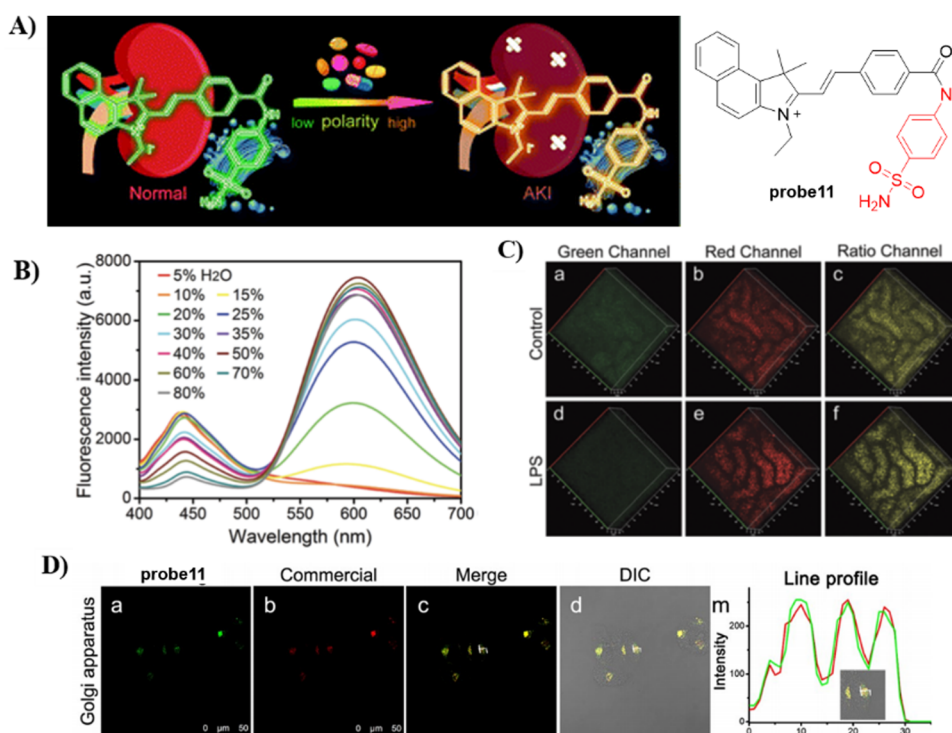 A)
low polarity high
Normal
AKI
O
N
N
+
O
S
O
H2N
probe11
B)
8000
6000
4000
2000
0
Fluorescence intensity (a.u.)
5% H2O
10% 15%
20% 25%
30% 35%
40% 50%
60% 70%
80%
400 450 500 550 600 650 700
Wavelength (nm)
C)
Green Channel Red Channel Ratio Channel
Control
a b c
LPS
d e f
D)
probe11 Commercial Merge DIC
Golgi apparatus
a b c d
0 μm 50
0 μm 50
Line profile
m
Intensity
200
100
0
0 10 20 30